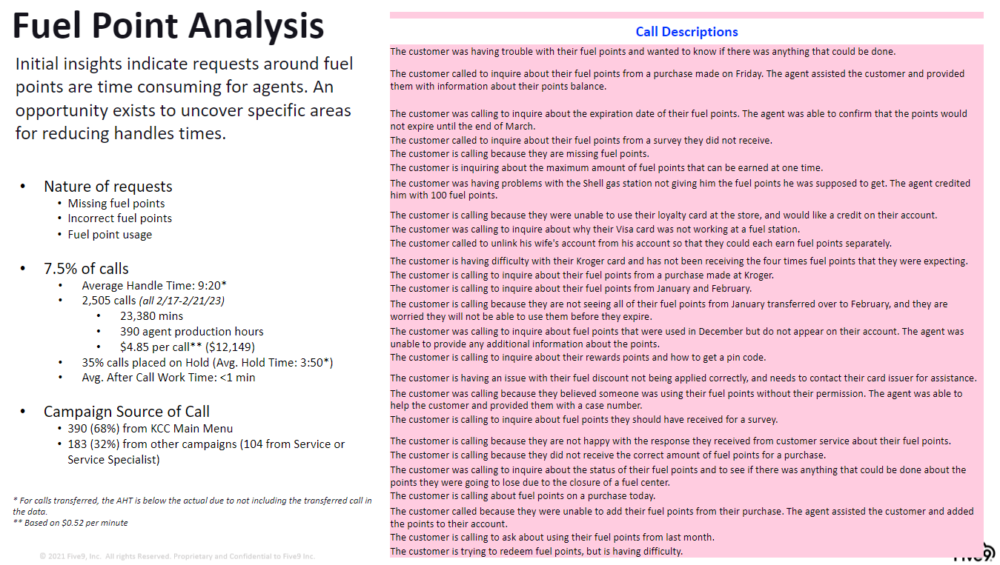 Fuel Point Analysis
Initial insights indicate requests around fuel
points are time consuming for agents. An
opportunity exists to uncover specific areas
for reducing handles times.
• Nature of requests
• Missing fuel points
• Incorrect fuel points
• Fuel point usage
• 7.5% of calls
• Average Handle Time: 9:20*
• 2,505 calls (all 2/17-2/21/23)
• 23,380 mins
• 390 agent production hours
• $4.85 per call** ($12,149)
• 35% calls placed on Hold (Avg. Hold Time: 3:50*)
• Avg. After Call Work Time: <1 min
• Campaign Source of Call
• 390 (68%) from KCC Main Menu
• 183 (32%) from other campaigns (104 from Service or
Service Specialist)
* For calls transferred, the AHT is below the actual due to not including the transferred call in
the data.
** Based on $0.52 per minute
© 2021 Five9, Inc. All rights Reserved. Proprietary and Confidential to Five9 Inc.
Call Descriptions
The customer was having trouble with their fuel points and wanted to know if there was anything that could be done.
The customer called to inquire about their fuel points from a purchase made on Friday. The agent assisted the customer and provided
them with information about their points balance.
The customer was calling to inquire about the expiration date of their fuel points. The agent was able to confirm that the points would
not expire until the end of March.
The customer called to inquire about their fuel points from a survey they did not receive.
The customer is calling because they are missing fuel points.
The customer is inquiring about the maximum amount of fuel points that can be earned at one time.
The customer was having problems with the Shell gas station not giving him the fuel points he was supposed to get. The agent credited
him with 100 fuel points.
The customer is calling because they were unable to use their loyalty card at the store, and would like a credit on their account.
The customer was calling to inquire about why their Visa card was not working at a fuel station.
The customer called to unlink his wife's account from his account so that they could each earn fuel points separately.
The customer is having difficulty with their Kroger card and has not been receiving the four times fuel points that they were expecting.
The customer is calling to inquire about their fuel points from a purchase made at Kroger.
The customer is calling to inquire about their fuel points from January and February.
The customer is calling because they are not seeing all of their fuel points from January transferred over to February, and they are
worried they will not be able to use them before they expire.
The customer was calling to inquire about fuel points that were used in December but do not appear on their account. The agent was
unable to provide any additional information about the points.
The customer is calling to inquire about their rewards points and how to get a pin code.
The customer is having an issue with their fuel discount not being applied correctly, and needs to contact their card issuer for assistance.
The customer was calling because they believed someone was using their fuel points without their permission. The agent was able to
help the customer and provided them with a case number.
The customer is calling to inquire about fuel points they should have received for a survey.
The customer is calling because they are not happy with the response they received from customer service about their fuel points.
The customer is calling because they did not receive the correct amount of fuel points for a purchase.
The customer was calling to inquire about the status of their fuel points and to see if there was anything that could be done about the
points they were going to lose due to the closure of a fuel center.
The customer is calling about fuel points on a purchase today.
The customer called because they were unable to add their fuel points from their purchase. The agent assisted the customer and added
the points to their account.
The customer is calling to ask about using their fuel points from last month.
The customer is trying to redeem fuel points, but is having difficulty.
Five9